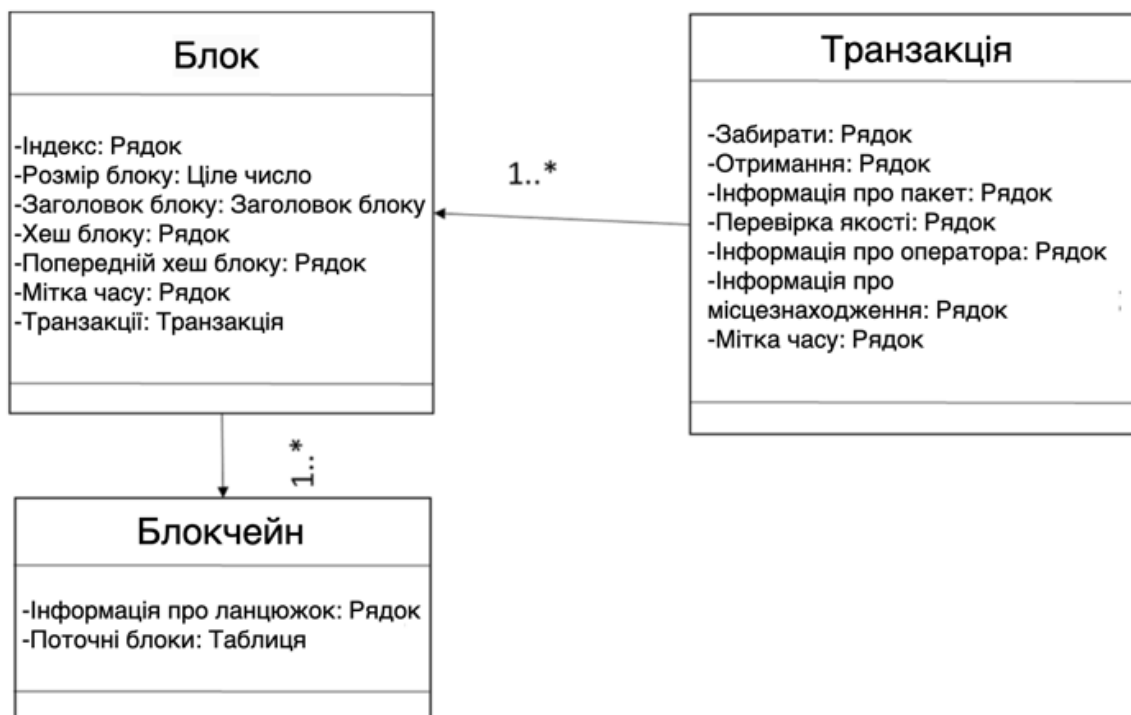 Блок
-Індекс: Рядок
-Розмір блоку: Ціле число
-Заголовок блоку: Заголовок блоку
-Хеш блоку: Рядок
-Попередній хеш блоку: Рядок
-Мітка часу: Рядок
-Транзакції: Транзакція
1..*
Транзакція
-Забирати: Рядок
-Отримання: Рядок
-Інформація про пакет: Рядок
-Перевірка якості: Рядок
-Інформація про оператора: Рядок
-Інформація про
місцезнаходження: Рядок
-Мітка часу: Рядок
1..*
Блокчейн
-Інформація про ланцюжок: Рядок
-Поточні блоки: Таблиця